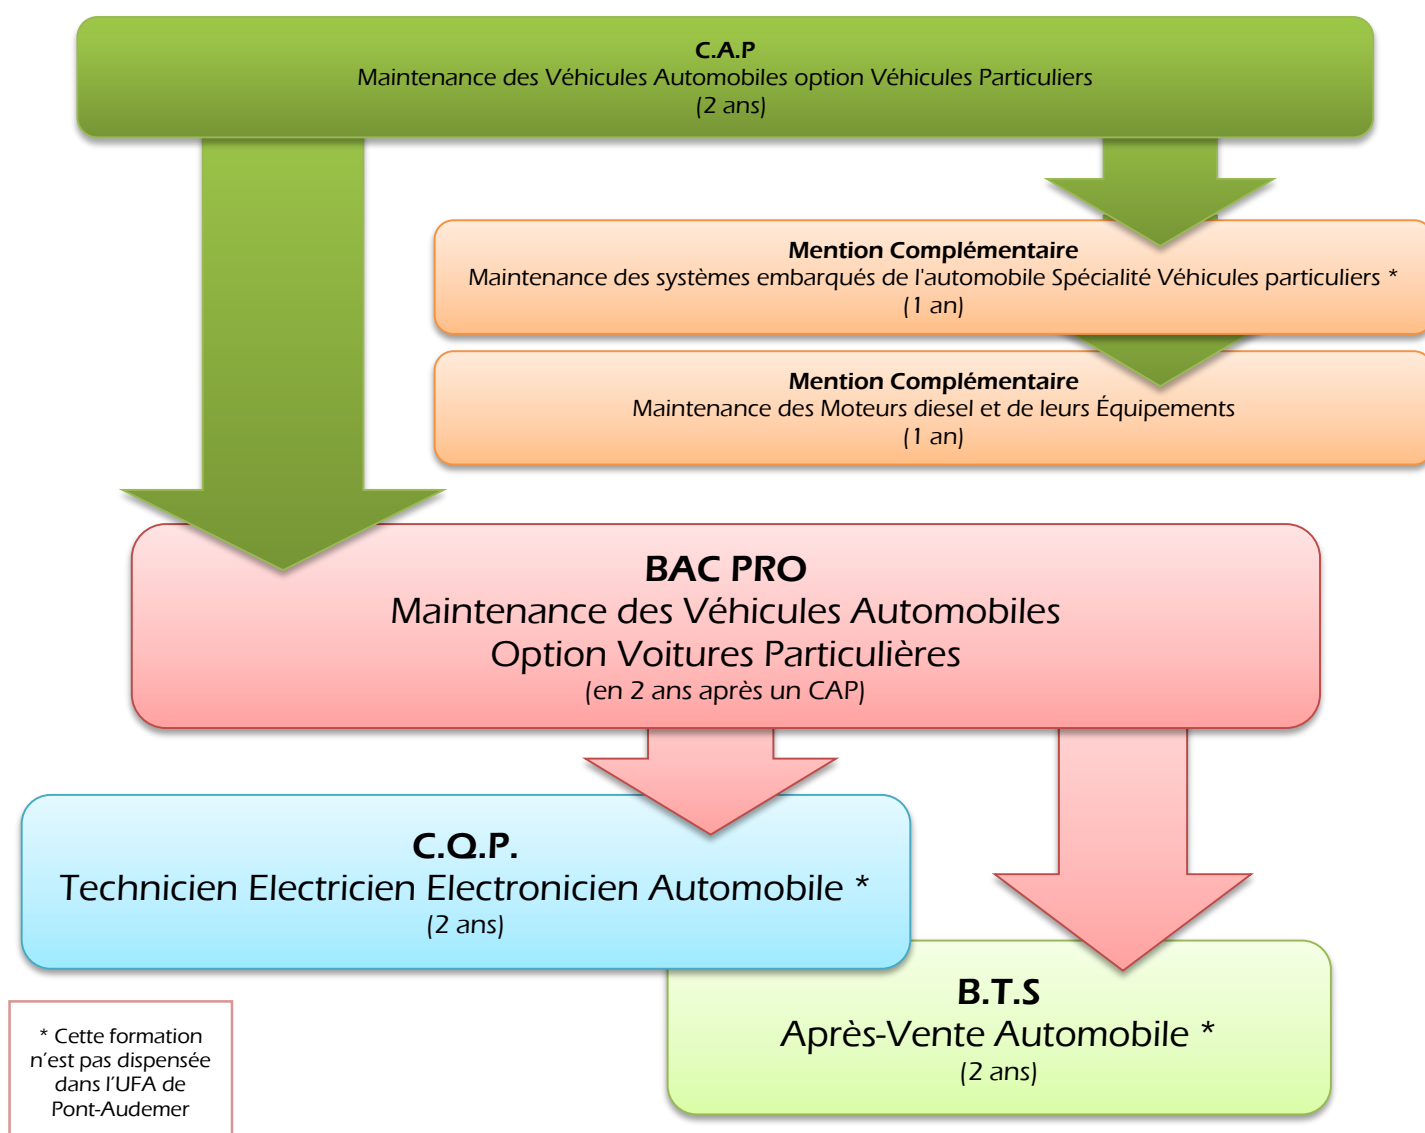 C.A.P
Maintenance des Véhicules Automobiles option Véhicules Particuliers
(2 ans)
Mention Complémentaire
Maintenance des systèmes embarqués de l'automobile Spécialité Véhicules particuliers *
(1 an)
Mention Complémentaire
Maintenance des Moteurs diesel et de leurs Équipements
(1 an)
BAC PRO
Maintenance des Véhicules Automobiles
Option Voitures Particulières
(en 2 ans après un CAP)
C.Q.P.
Technicien Electricien Electronicien Automobile *
(2 ans)
B.T.S
Après-Vente Automobile *
(2 ans)
* Cette formation
n’est pas dispensée
dans l’UFA de
Pont-Audemer